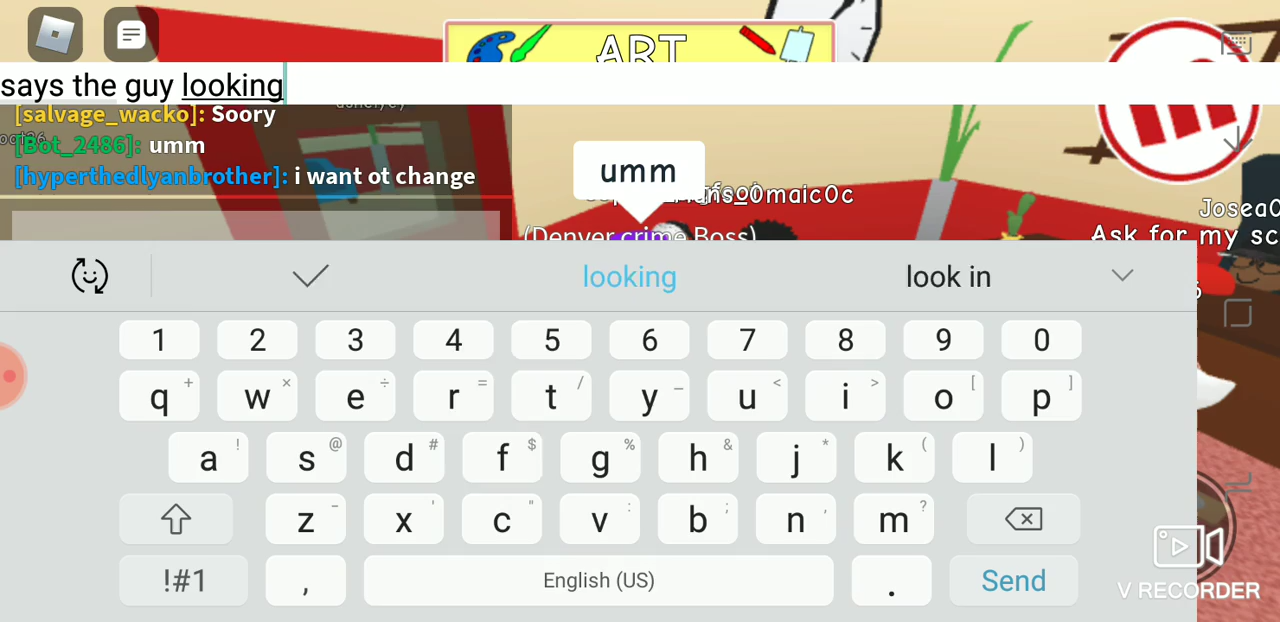 ART
says the guy looking
[salvage_wacko]: Soory
[Bot_2486]: umm
[hyperthedlyanbrother]: i want ot change
umm
(Denver crime Boss)
Ask for my sc
looking look in
1 2 3 4 5 6 7 8 9 0
q + w × e ÷ r = t / y _ u < i > o [ p ]
a ! s @ d # f $ g % h & j * k ( l )
z - x ' c " v : b ; n , m ?
!#1 , English (US) . Send
V RECORDER